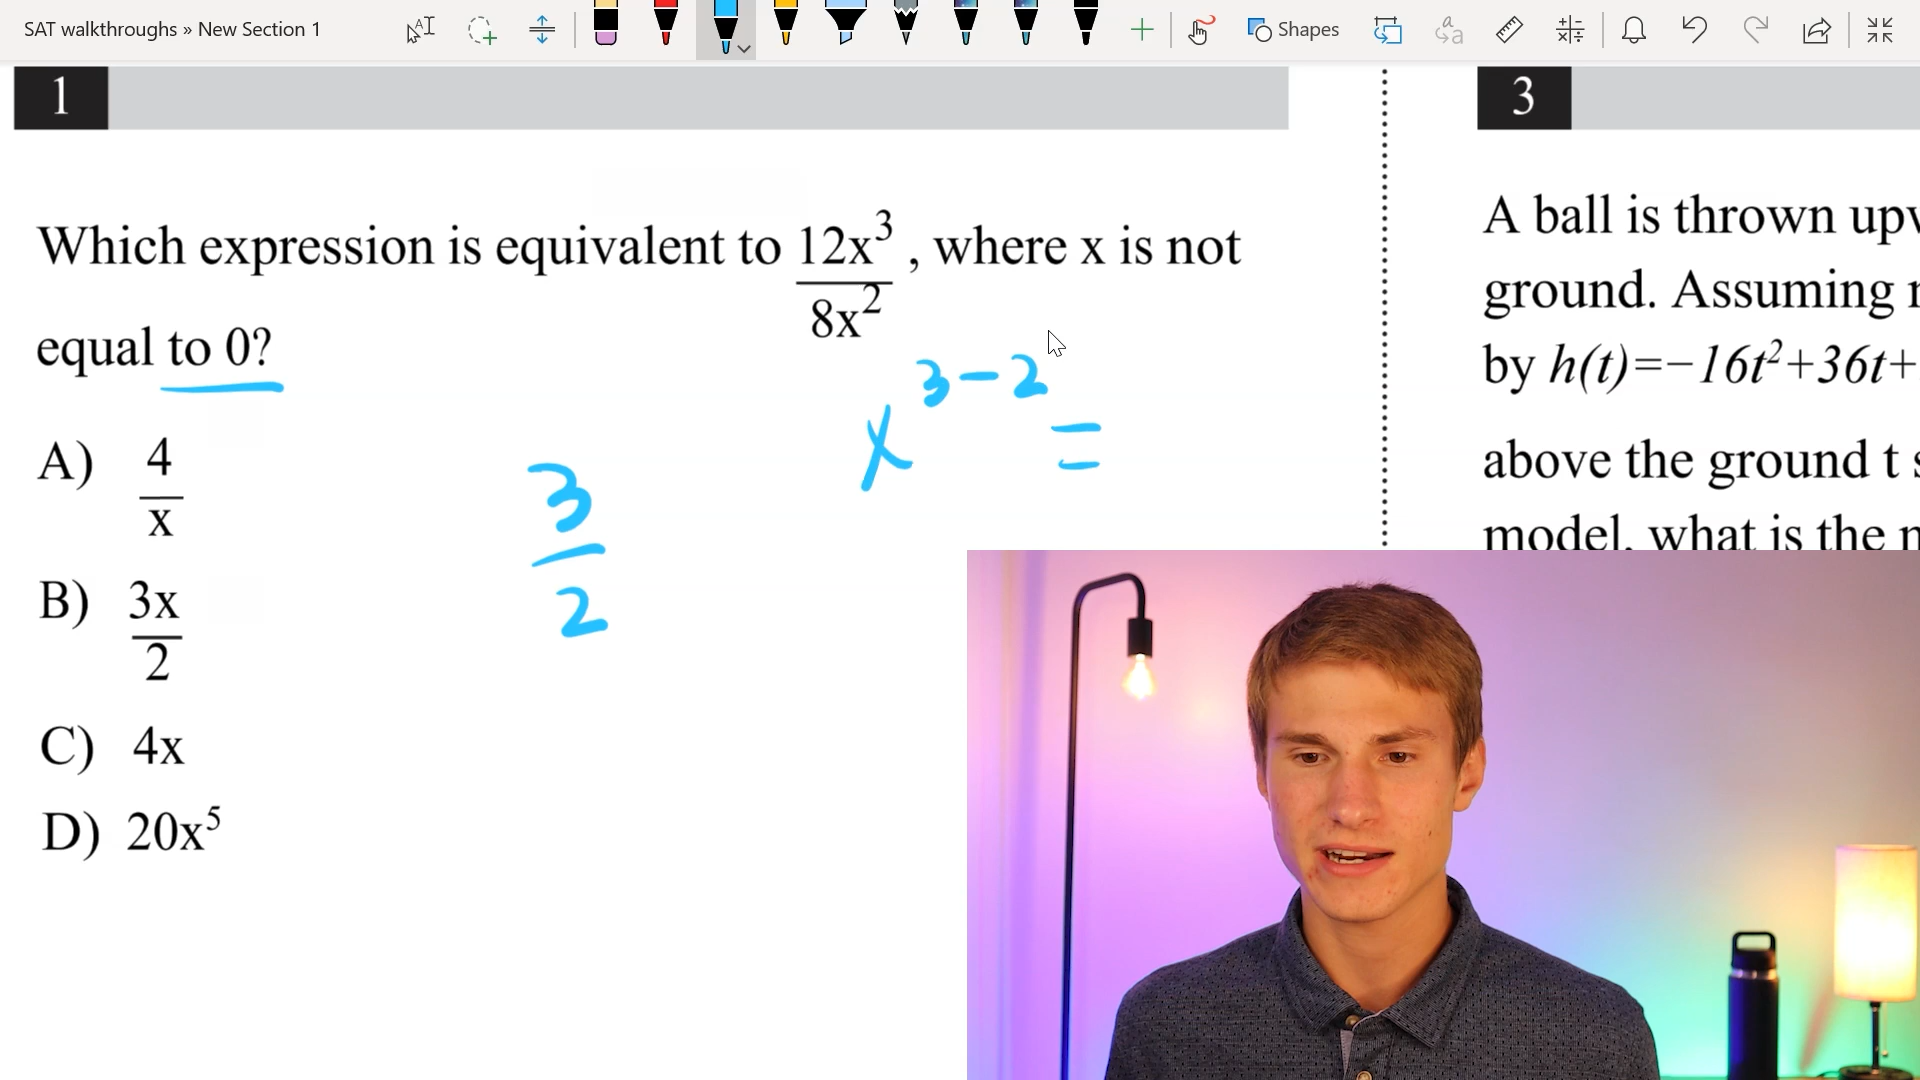 SAT walkthroughs » New Section 1
Shapes
1
Which expression is equivalent to 12x³/8x², where x is not
equal to 0?
A) 4/x
B) 3x/2
C) 4x
D) 20x⁵
3/2
x³⁻² =
3
A ball is thrown
ground. Assuming
by h(t)=−16t²+36t+
above the ground t
model, what is the